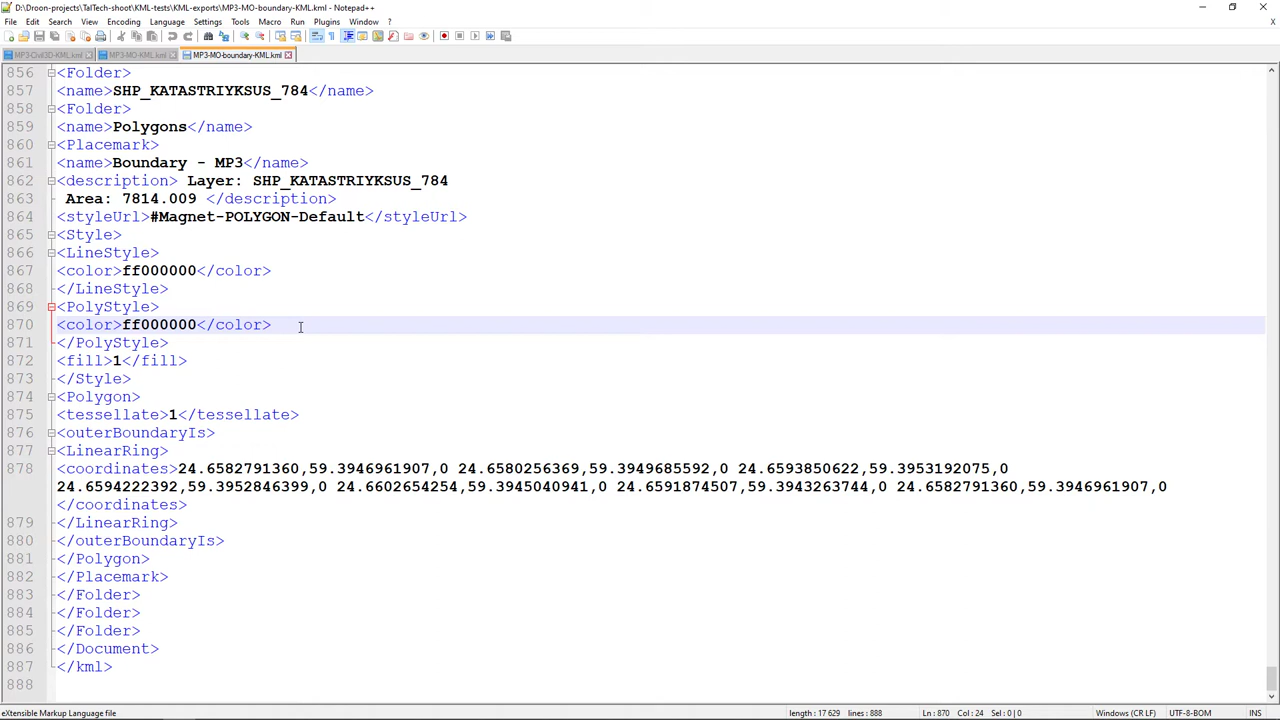 D:\Droon-projects\TalTech-shoot\KML-tests\KML-exports\MP3-MO-boundary-KML.kml - Notepad++
File Edit Search View Encoding Language Settings Tools Macro Run Plugins Window ?
MP3-Civil3D-KML.kml MP3-MO-KML.kml MP3-MO-boundary-KML.kml
856 <Folder>
857 <name>SHP_KATASTRIYKSUS_784</name>
858 <Folder>
859 <name>Polygons</name>
860 <Placemark>
861 <name>Boundary - MP3</name>
862 <description> Layer: SHP_KATASTRIYKSUS_784
863 Area: 7814.009 </description>
864 <styleUrl>#Magnet-POLYGON-Default</styleUrl>
865 <Style>
866 <LineStyle>
867 <color>ff000000</color>
868 </LineStyle>
869 <PolyStyle>
870 <color>ff000000</color>
871 </PolyStyle>
872 <fill>1</fill>
873 </Style>
874 <Polygon>
875 <tessellate>1</tessellate>
876 <outerBoundaryIs>
877 <LinearRing>
878 <coordinates>24.6582791360,59.3946961907,0 24.6580256369,59.3949685592,0 24.6593850622,59.3953192075,0
24.6594222392,59.3952846399,0 24.6602654254,59.3945040941,0 24.6591874507,59.3943263744,0 24.6582791360,59.3946961907,0
</coordinates>
879 </LinearRing>
880 </outerBoundaryIs>
881 </Polygon>
882 </Placemark>
883 </Folder>
884 </Folder>
885 </Folder>
886 </Document>
887 </kml>
888
eXtensible Markup Language file length : 17 629 lines : 888 Ln : 870 Col : 24 Sel : 0 | 0 Windows (CR LF) UTF-8-BOM INS